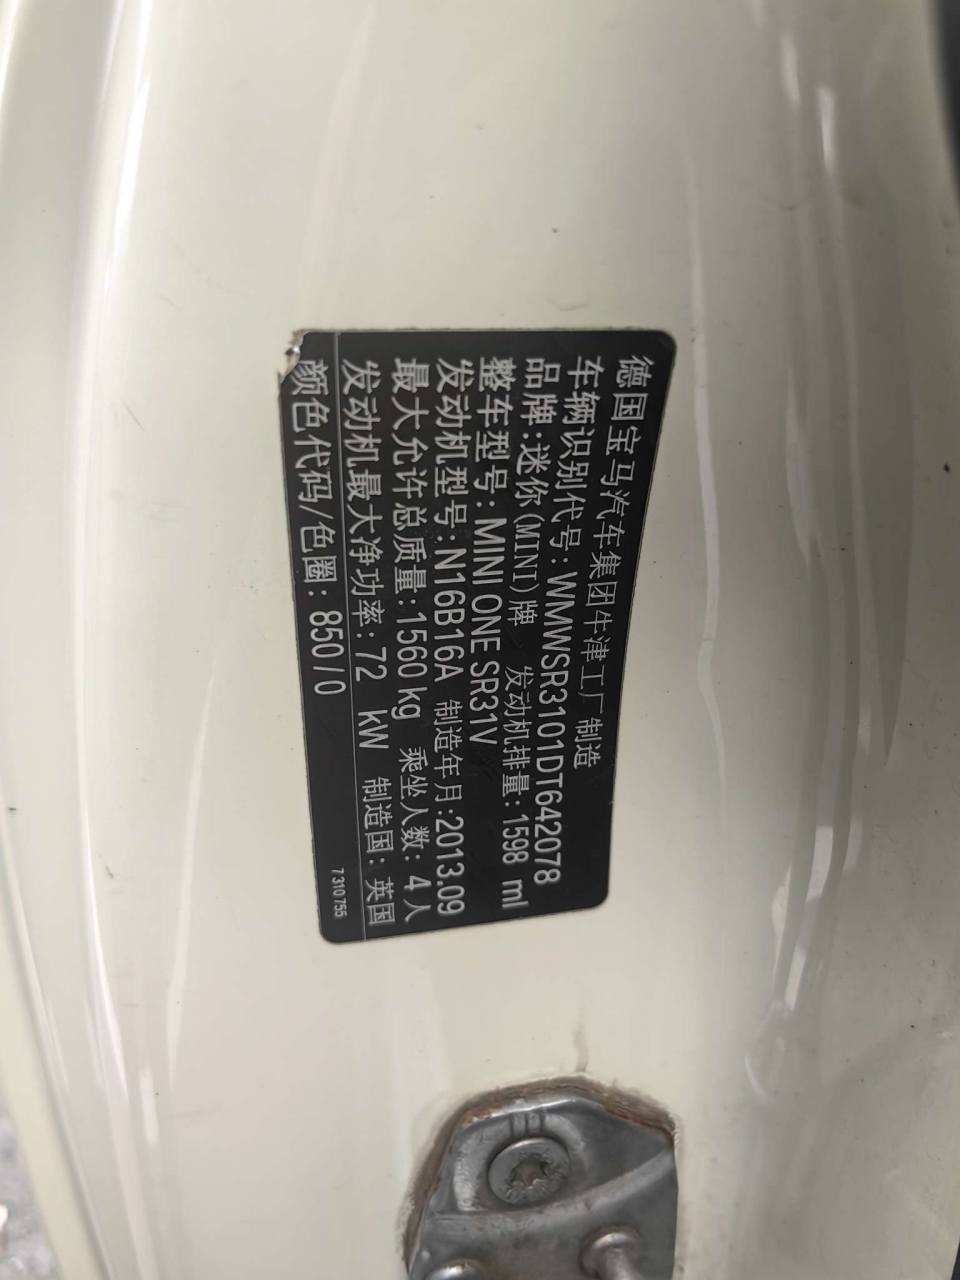 德国宝马汽车集团牛津工厂制造
车辆识别代号:WMWSR3101DT642078
品牌:迷你(MINI)牌 发动机排量:1598 ml
整车型号:MINI ONE SR31V
发动机型号:N16B16A 制造年月:2013.09
最大允许总质量:1560 kg 乘坐人数:4人
发动机最大净功率:72 kW 制造国:英国
颜色代码/色圈:850/0 7 310 755